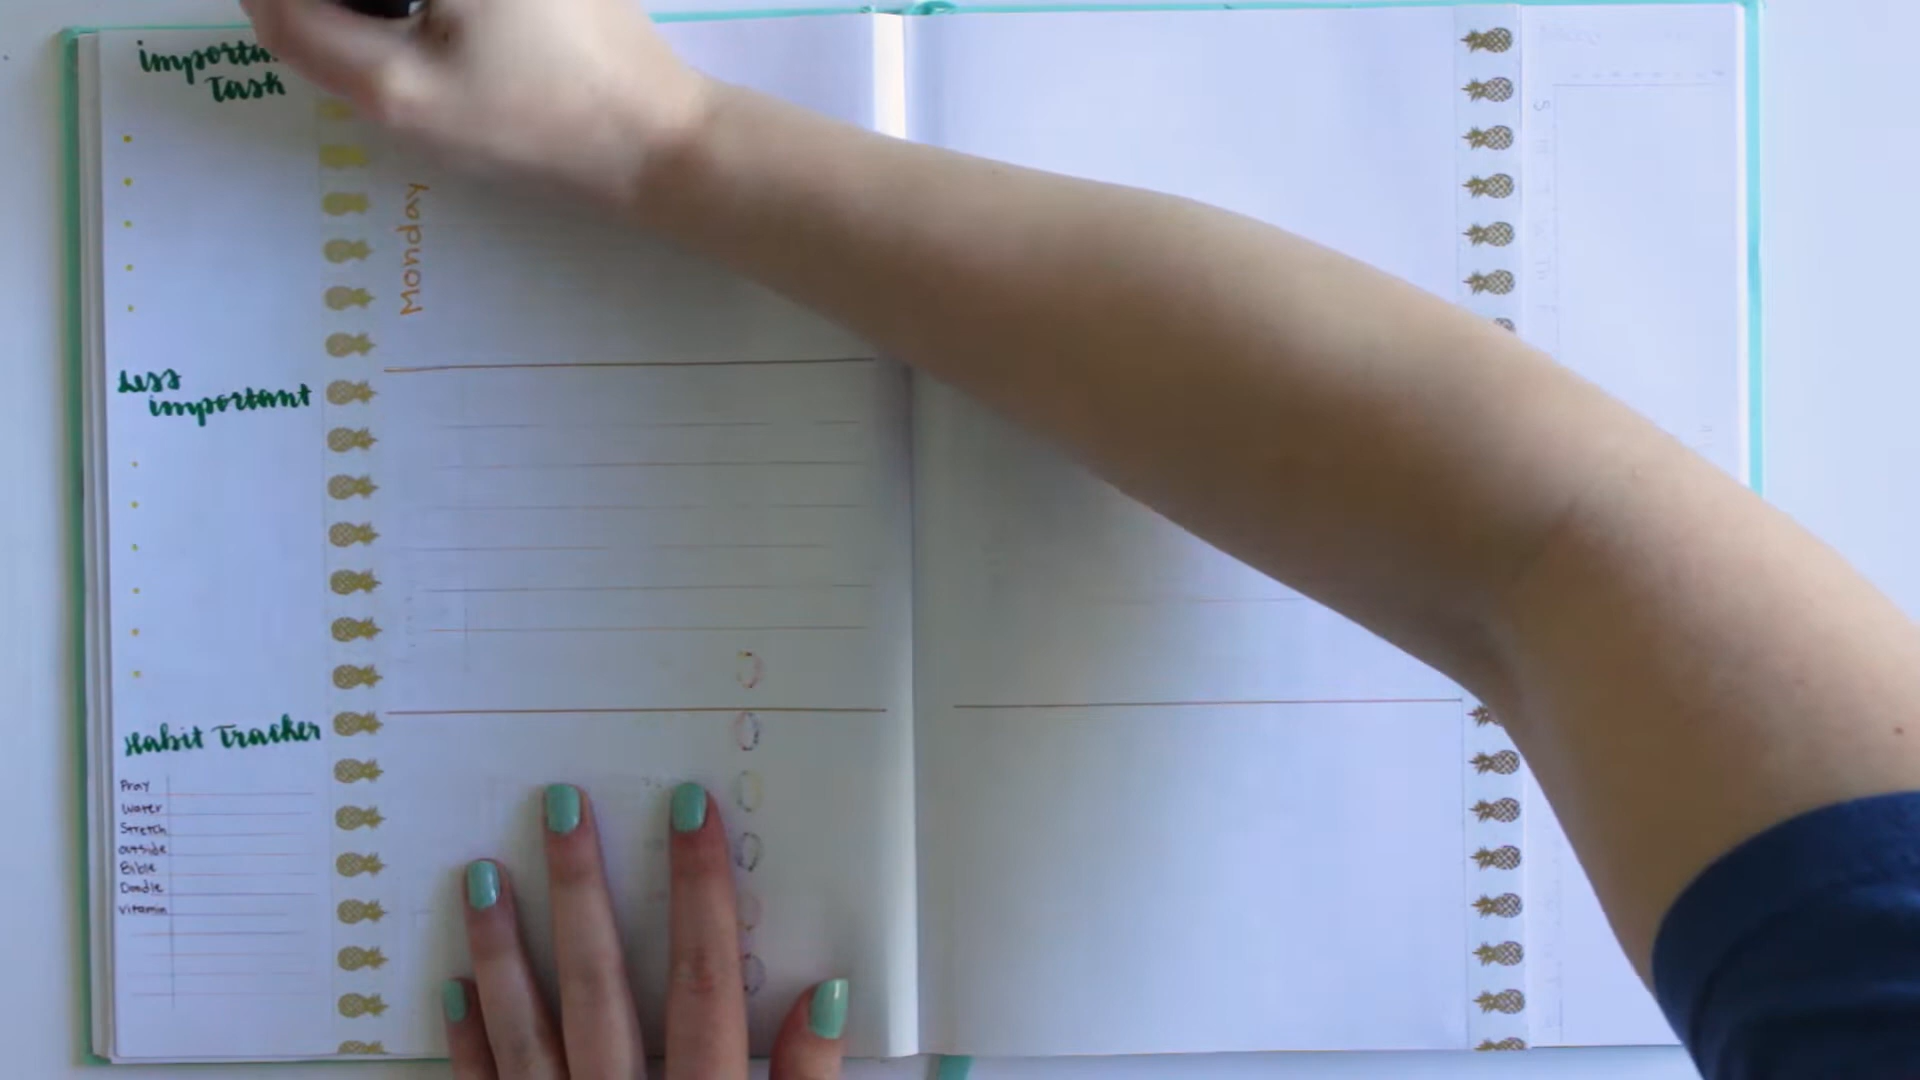 Task
Monday
Less
important
Habit Tracker
Pray
Water
Stretch
outside
Bible
Doodle
vitamin